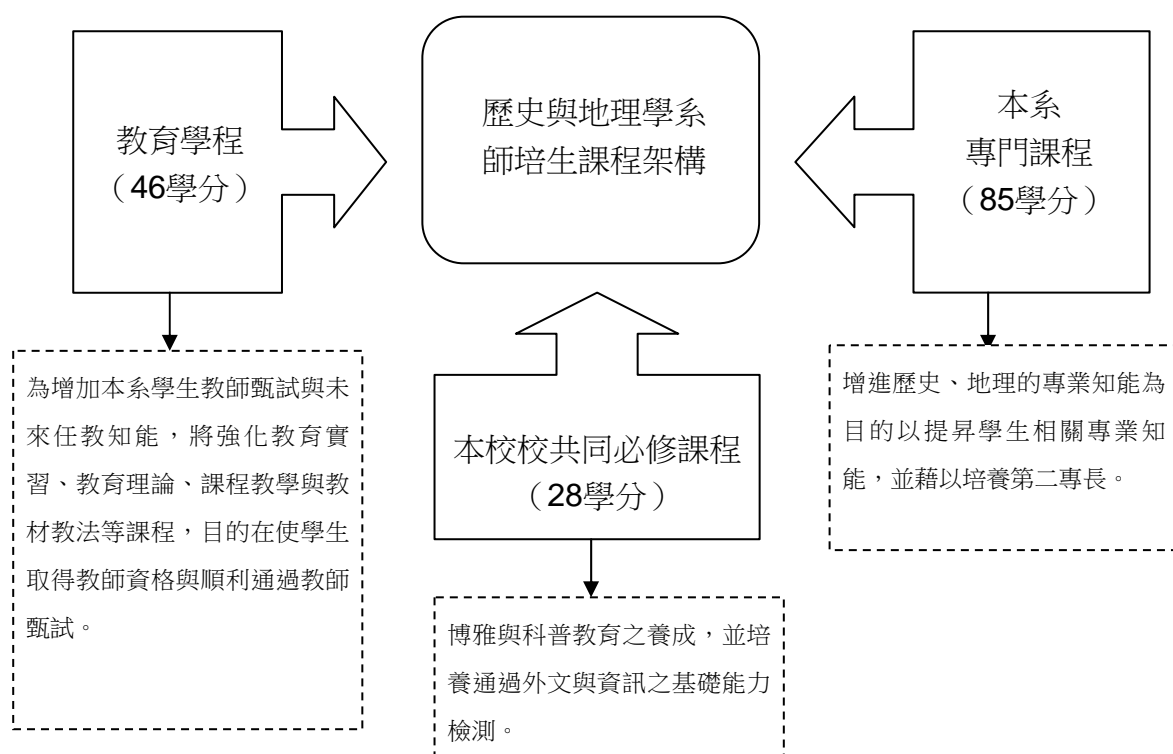 教育學程
（46學分）
歷史與地理學系
師培生課程架構
本系
專門課程
（85學分）
為增加本系學生教師甄試與未
來任教知能，將強化教育實
習、教育理論、課程教學與教
材教法等課程，目的在使學生
取得教師資格與順利通過教師
甄試。
本校校共同必修課程
（28學分）
增進歷史、地理的專業知能為
目的以提昇學生相關專業知
能，並藉以培養第二專長。
博雅與科普教育之養成，並培
養通過外文與資訊之基礎能力
檢測。